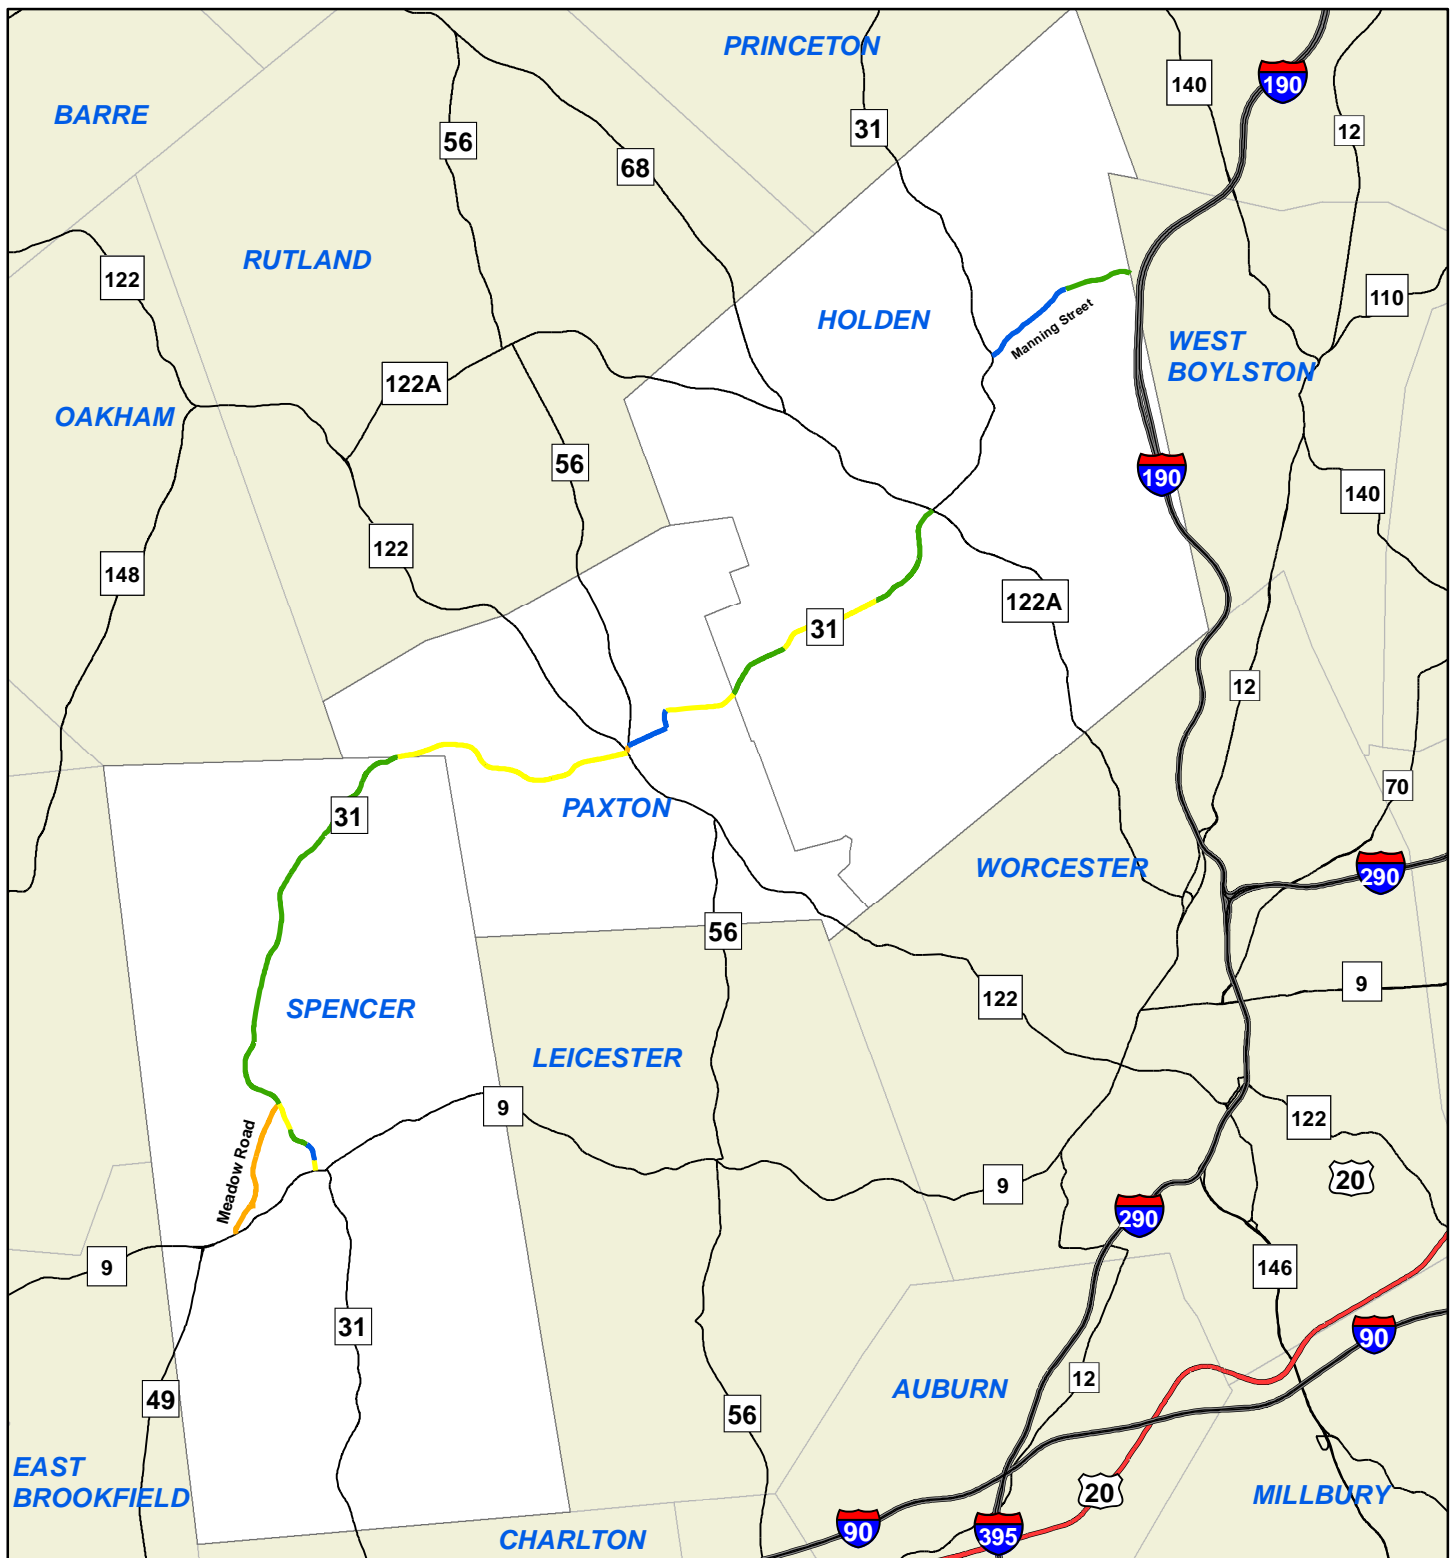 PRINCETON
140
190
BARRE
31
12
56
68
RUTLAND
122
110
HOLDEN
Manning Street
WEST
BOYLSTON
122A
OAKHAM
56
190
140
122
148
122A
31
12
70
PAXTON
31
WORCESTER
290
56
9
122
SPENCER
LEICESTER
9
122
Meadow Road
20
9
290
9
146
31
90
12
AUBURN
49
56
EAST
BROOKFIELD
20
MILLBURY
90
395
CHARLTON